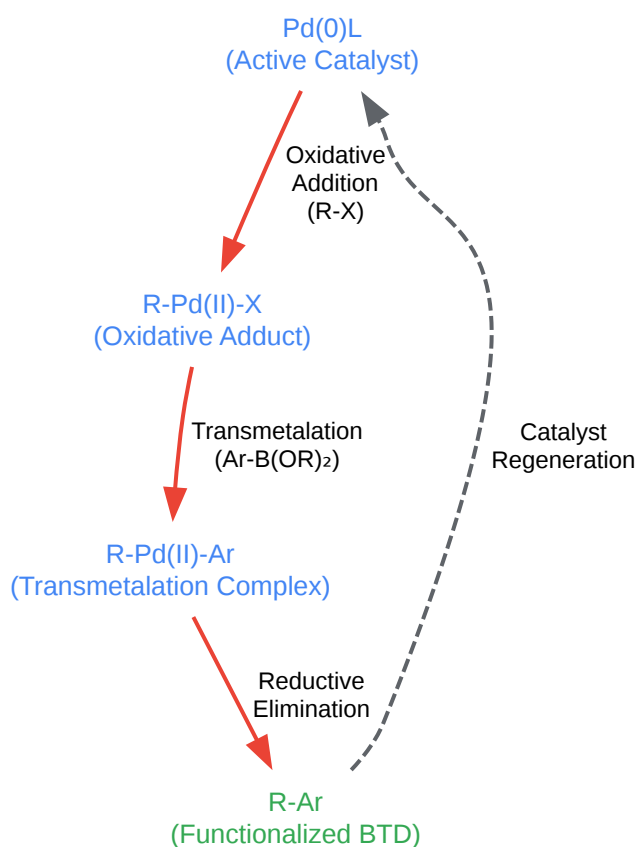 Pd(0)L
(Active Catalyst)
Oxidative
Addition
(R-X)
R-Pd(II)-X
(Oxidative Adduct)
Transmetalation
(Ar-B(OR)₂)
Catalyst
Regeneration
R-Pd(II)-Ar
(Transmetalation Complex)
Reductive
Elimination
R-Ar
(Functionalized BTD)